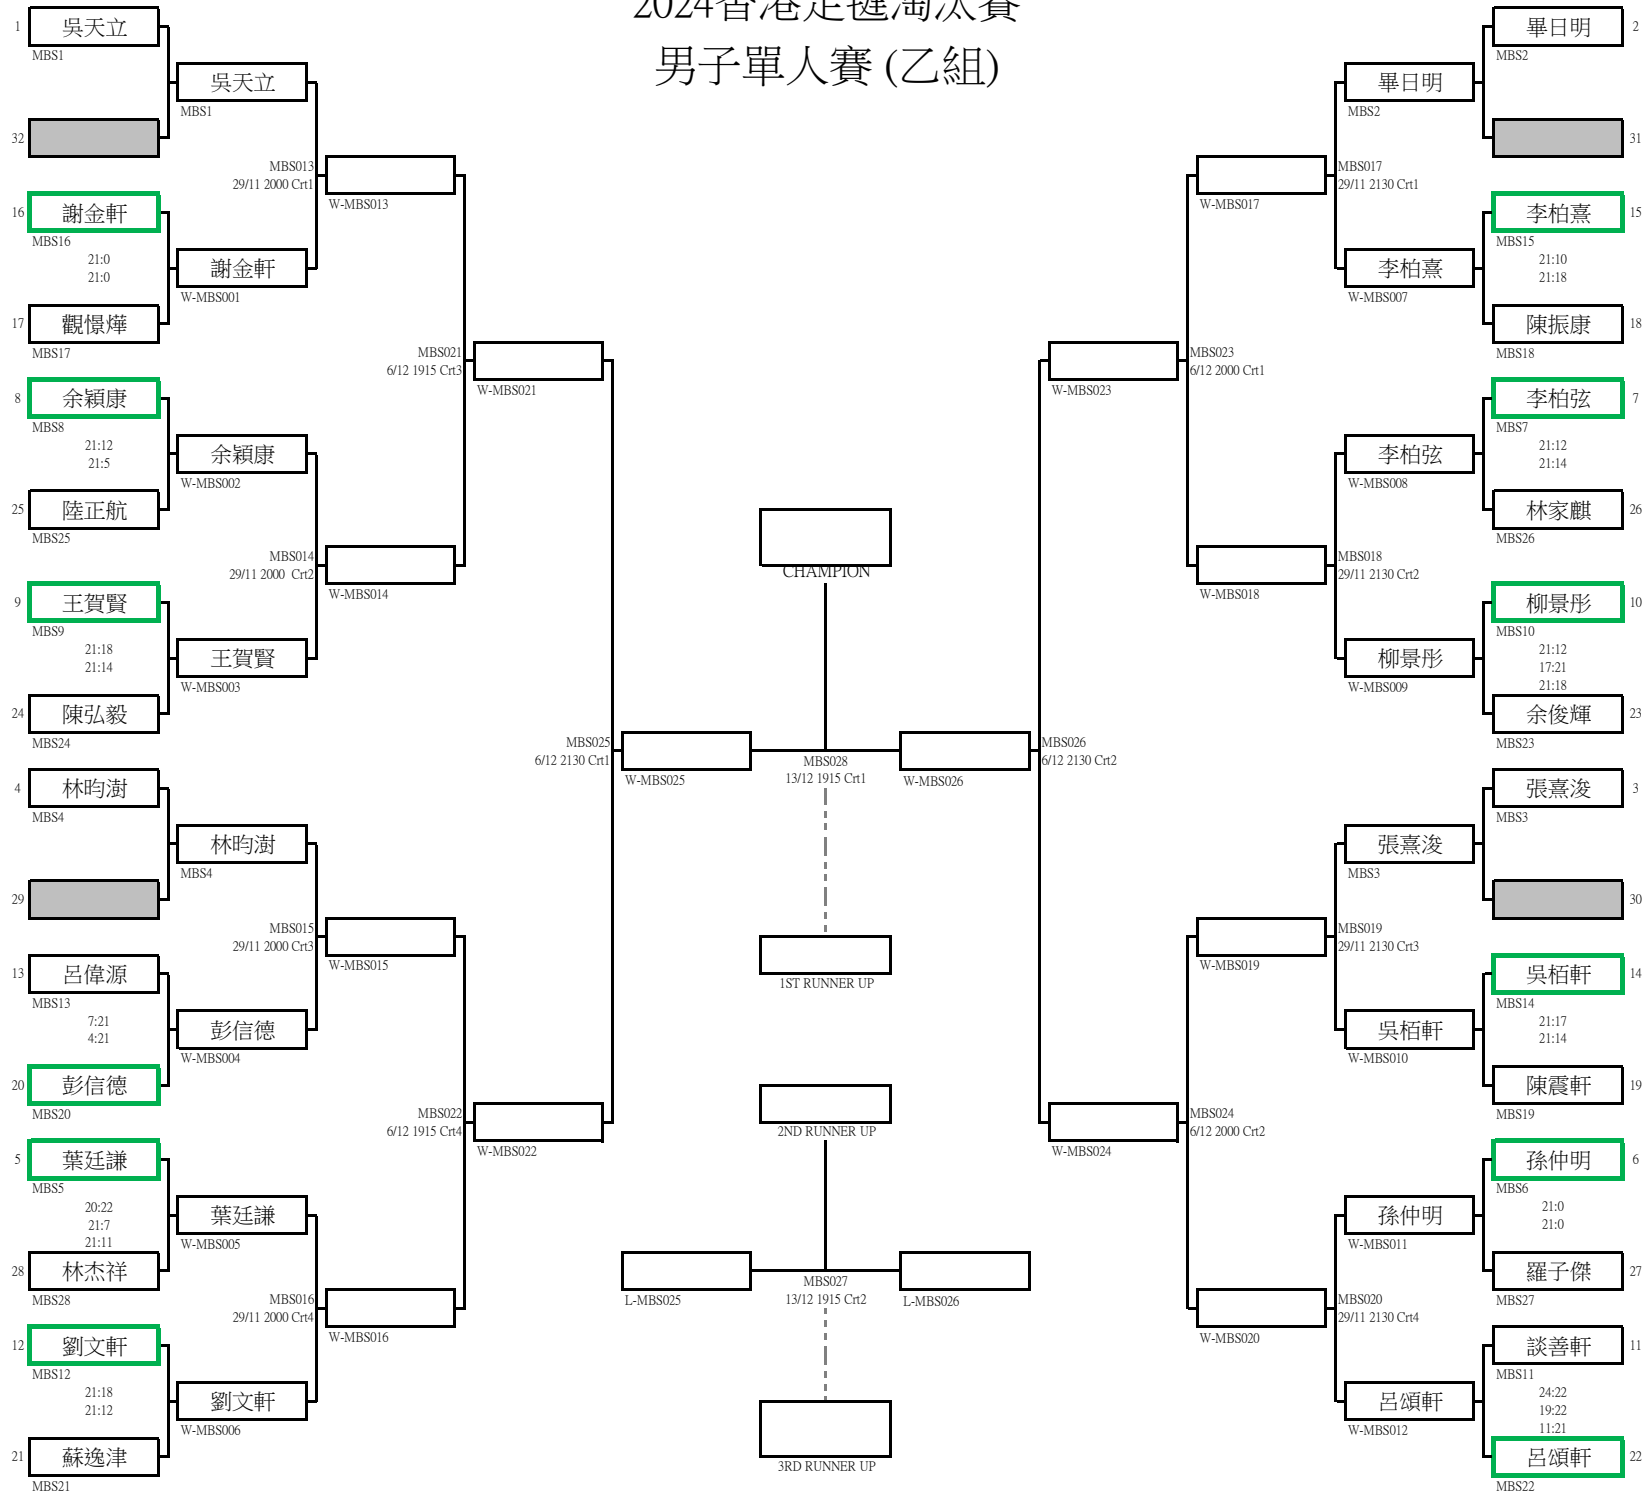 2024香港足毽淘汰賽
男子單人賽 (乙組)
1
吳天立
MBS1
吳天立
MBS1
32
MBS013
29/11 2000 Crt1
W-MBS013
16
謝金軒
MBS16
21:0
21:0
謝金軒
W-MBS001
17
觀憬燁
MBS17
MBS021
6/12 1915 Crt3
W-MBS021
8
余穎康
MBS8
21:12
21:5
余穎康
W-MBS002
25
陸正航
MBS25
MBS014
29/11 2000 Crt2
W-MBS014
9
王賀賢
MBS9
21:18
21:14
王賀賢
W-MBS003
24
陳弘毅
MBS24
MBS025
6/12 2130 Crt1
W-MBS025
4
林昀澍
MBS4
林昀澍
MBS4
29
MBS015
29/11 2000 Crt3
W-MBS015
13
呂偉源
MBS13
7:21
4:21
彭信德
W-MBS004
20
彭信德
MBS20
MBS022
6/12 1915 Crt4
W-MBS022
5
葉廷謙
MBS5
20:22
21:7
21:11
葉廷謙
W-MBS005
28
林杰祥
MBS28
MBS016
29/11 2000 Crt4
W-MBS016
12
劉文軒
MBS12
21:18
21:12
劉文軒
W-MBS006
21
蘇逸津
MBS21
CHAMPION
MBS028
13/12 1915 Crt1
1ST RUNNER UP
2ND RUNNER UP
L-MBS025
MBS027
13/12 1915 Crt2
L-MBS026
3RD RUNNER UP
畢日明
2
MBS2
畢日明
MBS2
31
MBS017
29/11 2130 Crt1
W-MBS017
李柏熹
15
MBS15
21:10
21:18
李柏熹
W-MBS007
陳振康
18
MBS18
MBS023
6/12 2000 Crt1
W-MBS023
李柏弦
7
MBS7
21:12
21:14
李柏弦
W-MBS008
林家麒
26
MBS26
MBS018
29/11 2130 Crt2
W-MBS018
柳景彤
10
MBS10
21:12
17:21
21:18
柳景彤
W-MBS009
余俊輝
23
MBS23
MBS026
6/12 2130 Crt2
W-MBS026
張熹浚
3
MBS3
張熹浚
MBS3
30
MBS019
29/11 2130 Crt3
W-MBS019
吳栢軒
14
MBS14
21:17
21:14
吳栢軒
W-MBS010
陳震軒
19
MBS19
MBS024
6/12 2000 Crt2
W-MBS024
孫仲明
6
MBS6
21:0
21:0
孫仲明
W-MBS011
羅子傑
27
MBS27
MBS020
29/11 2130 Crt4
W-MBS020
談善軒
11
MBS11
24:22
19:22
11:21
呂頌軒
W-MBS012
呂頌軒
22
MBS22